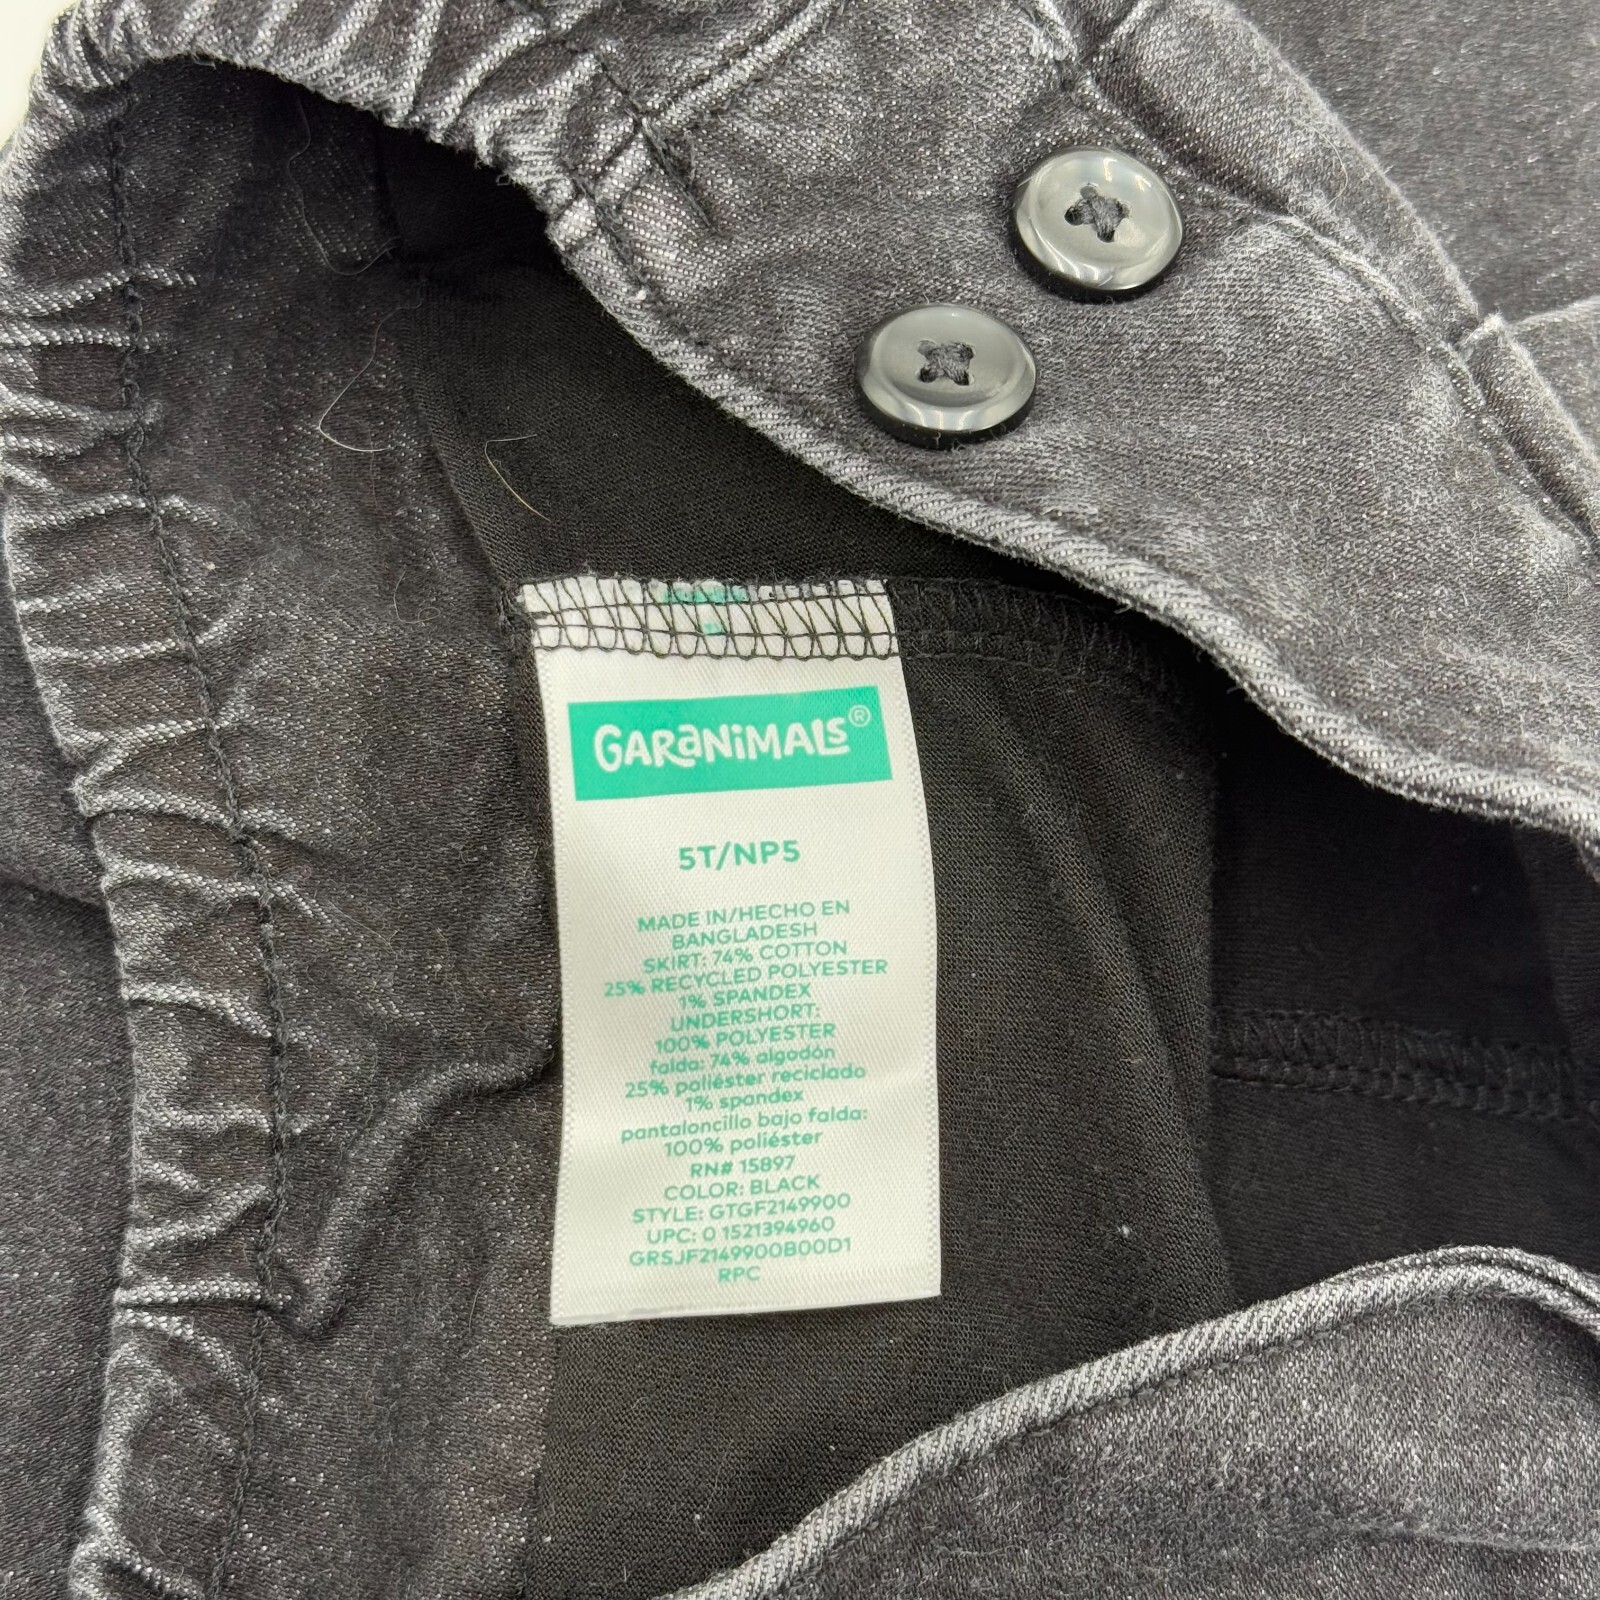 GARANIMALS®
5T/NP5
MADE IN/HECHO EN
BANGLADESH
SKIRT: 74% COTTON
25% RECYCLED POLYESTER
1% SPANDEX
UNDERSHORT:
100% POLYESTER
falda: 74% algodón
25% poliéster reciclado
1% spandex
pantaloncillo bajo falda:
100% poliéster
RN# 15897
COLOR: BLACK
STYLE: GTGF2149900
UPC: 0 1521394960
GRSJF2149900B00D1
RPC